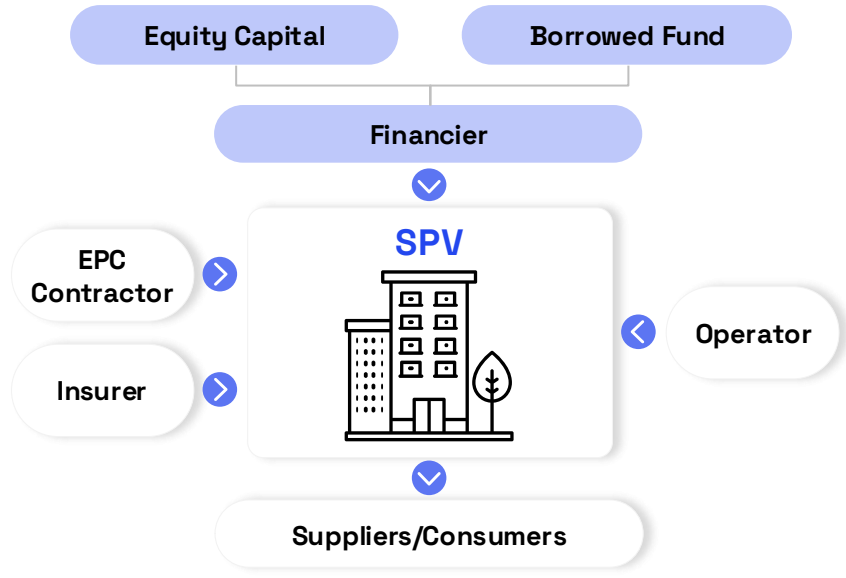 Equity Capital
Borrowed Fund
Financier
SPV
EPC
Contractor
Insurer
Operator
Suppliers/Consumers